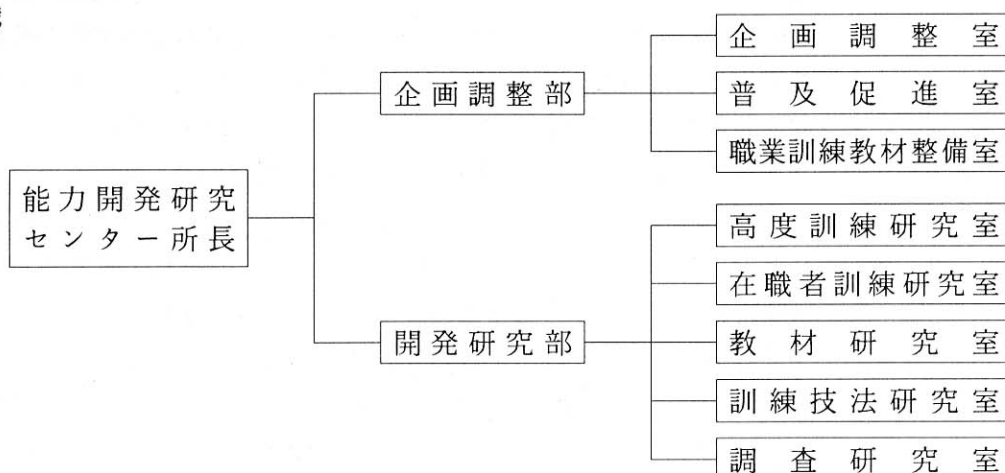 企画調整室
企画調整部
普及促進室
職業訓練教材整備室
能力開発研究
センター所長
高度訓練研究室
在職者訓練研究室
開発研究部
教材研究室
訓練技法研究室
調査研究室